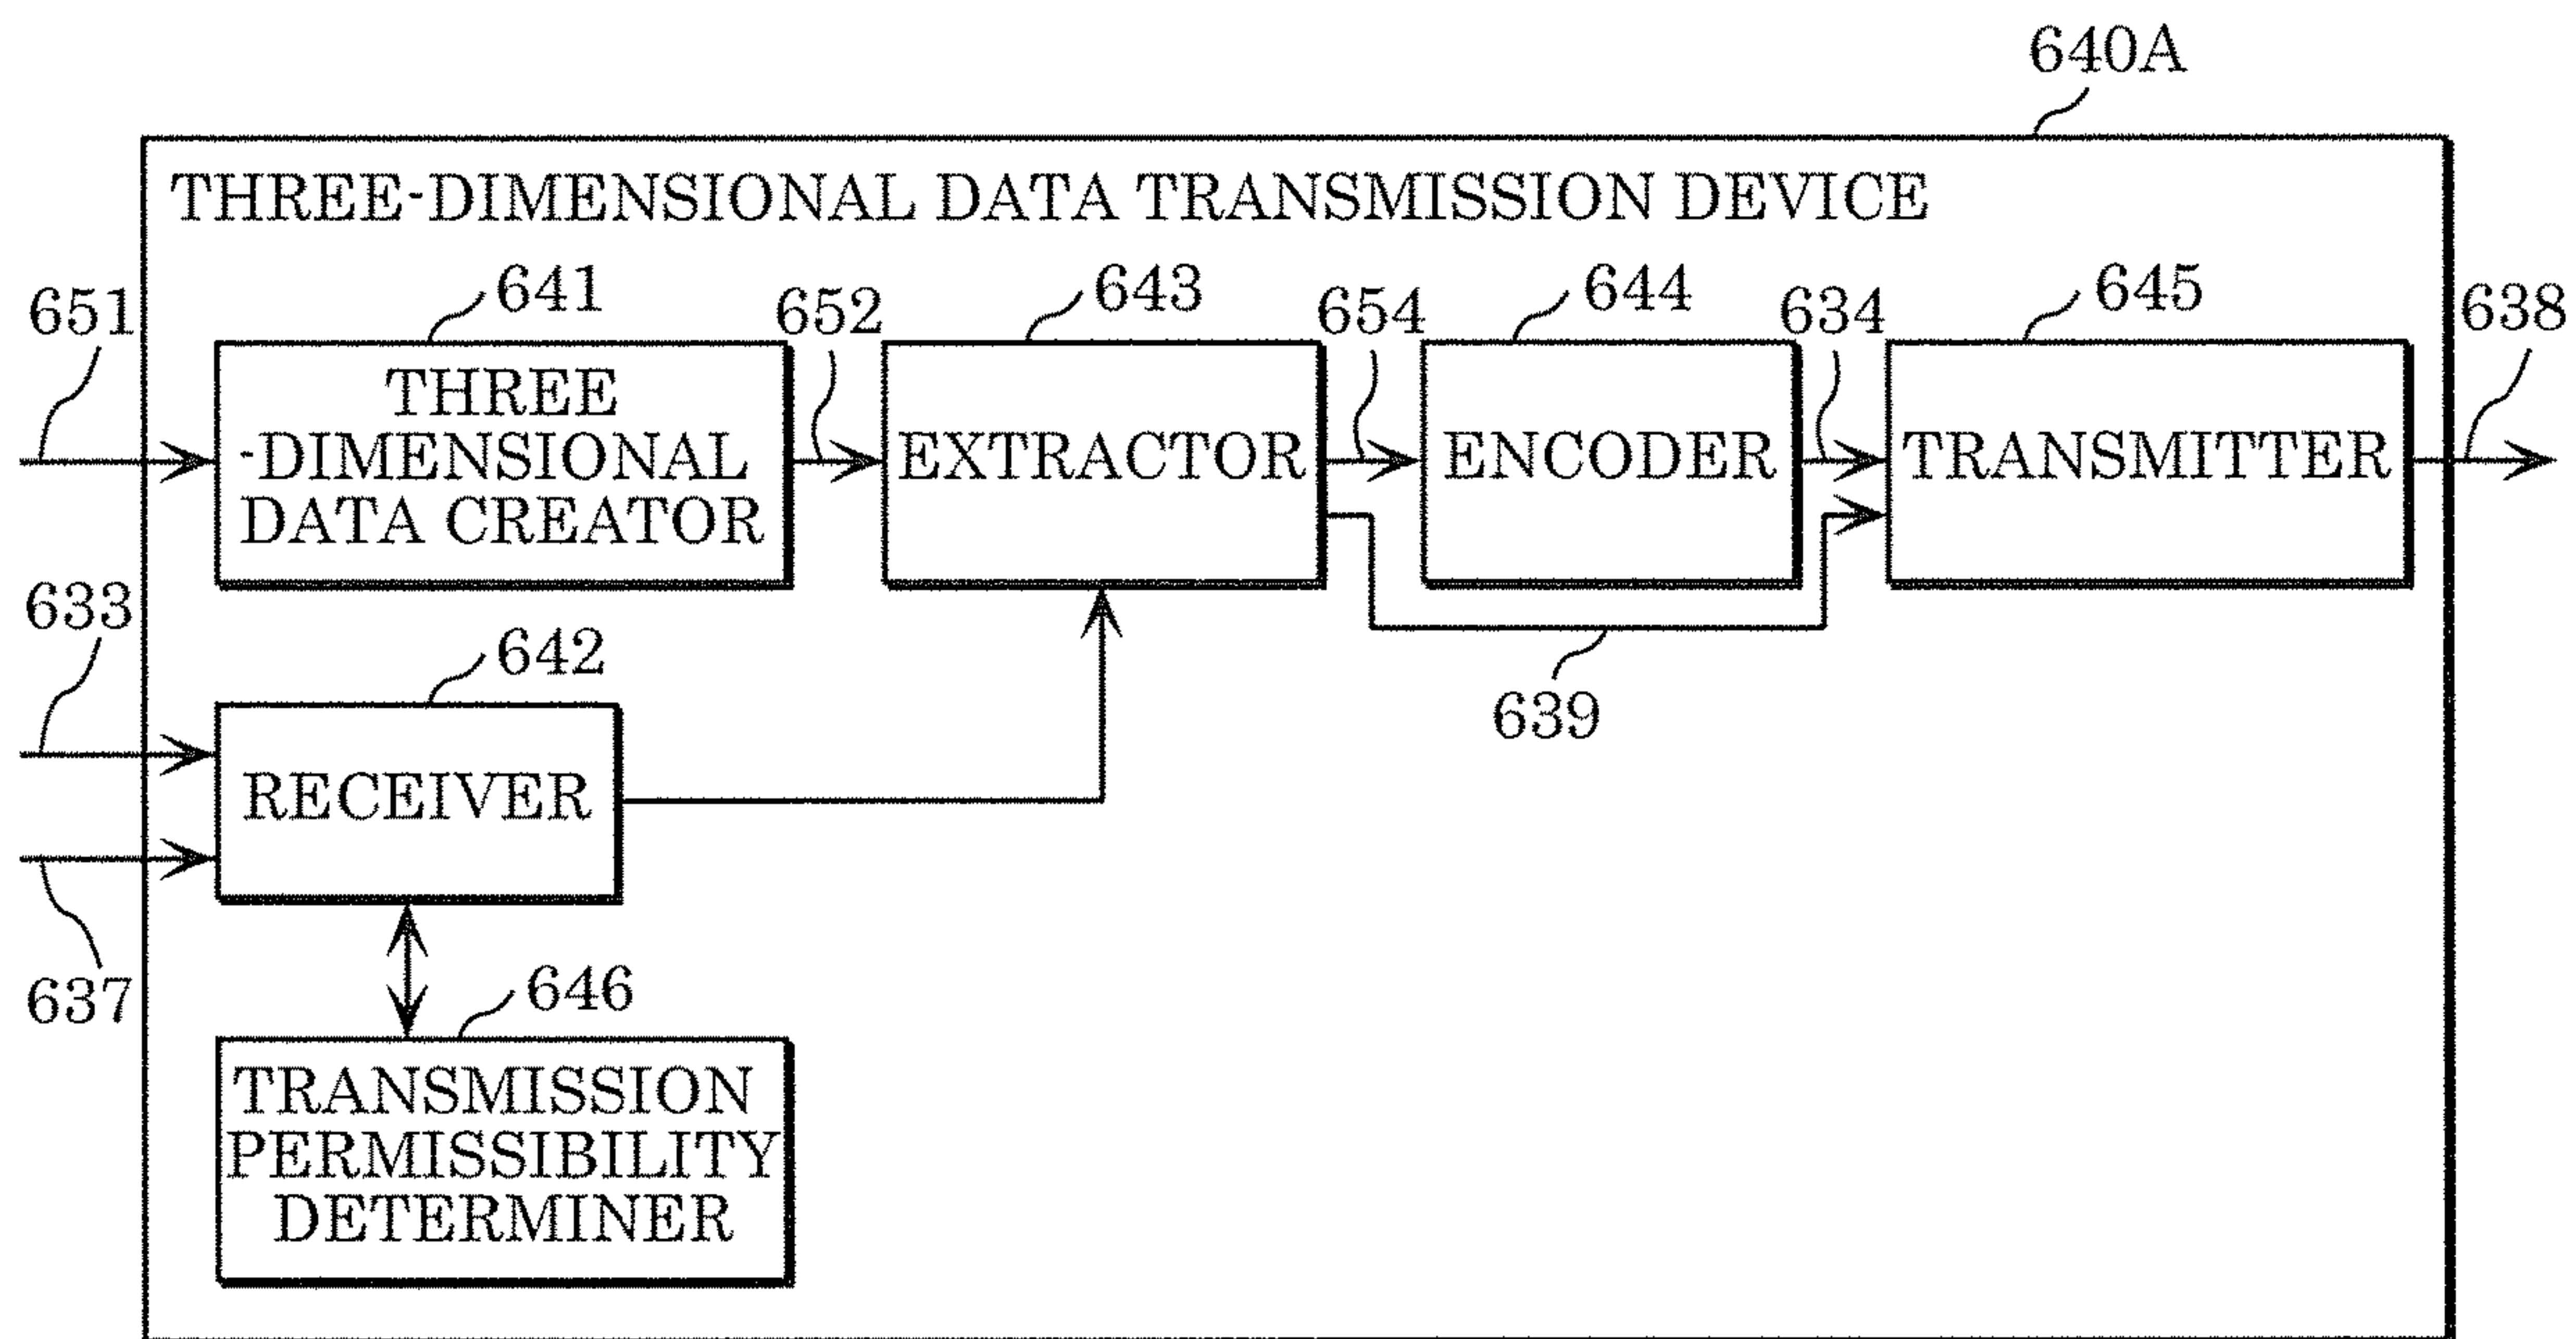 640A
THREE-DIMENSIONAL DATA TRANSMISSION DEVICE
651
641
652
643
654
644
634
645
638
THREE
-DIMENSIONAL
DATA CREATOR
EXTRACTOR
ENCODER
TRANSMITTER
633
642
639
RECEIVER
637
646
TRANSMISSION
PERMISSIBILITY
DETERMINER